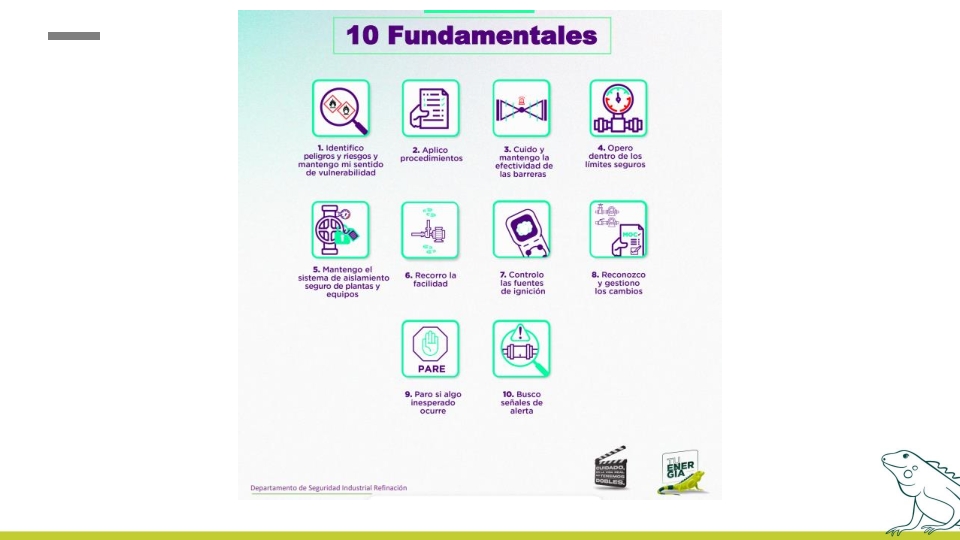 10 Fundamentales
1. Identifico
peligros y riesgos y
mantengo mi sentido
de vulnerabilidad
2. Aplico
procedimientos
3. Cuido y
mantengo la
efectividad de
las barreras
4. Opero
dentro de los
límites seguros
5. Mantengo el
sistema de aislamiento
seguro de plantas y
equipos
6. Recorro la
facilidad
7. Controlo
las fuentes
de ignición
MOC
8. Reconozco
y gestiono
los cambios
PARE
9. Paro si algo
inesperado
ocurre
10. Busco
señales de
alerta
CUIDADO,
DOBLES.
TU
ENER
GÍA
Departamento de Seguridad Industrial Refinación